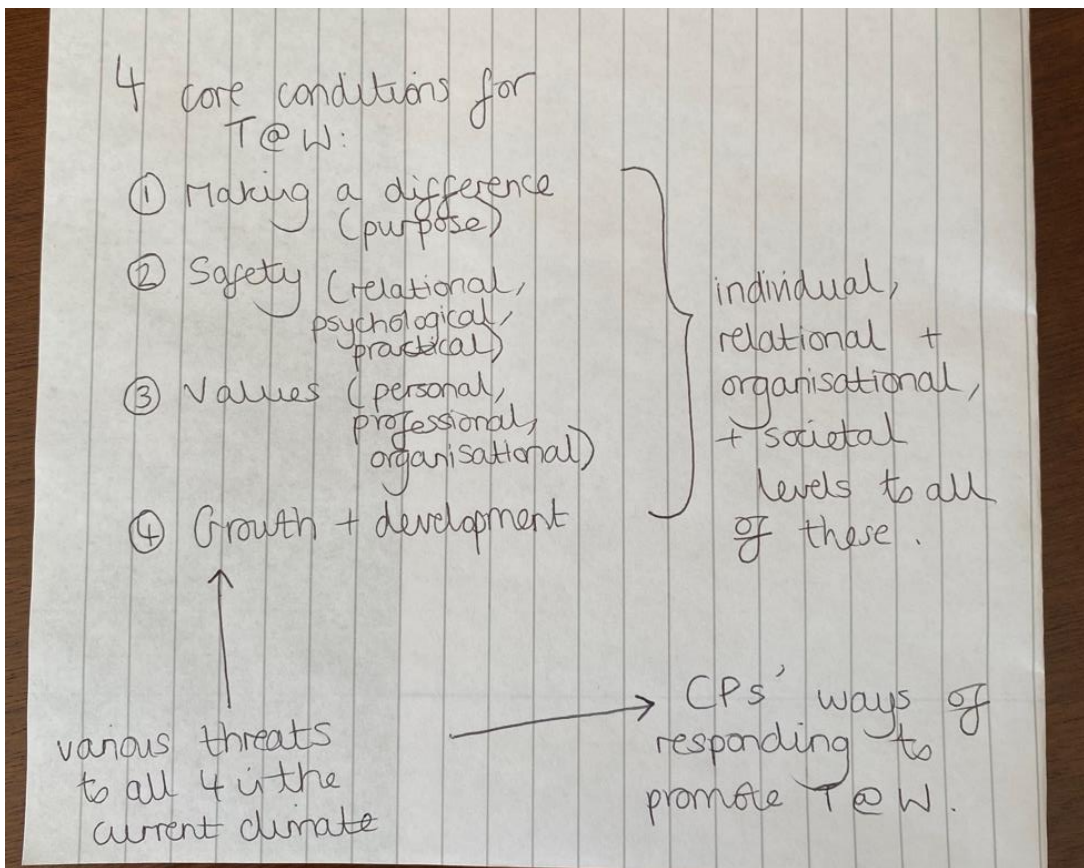 4 core conditions for
T@W:
① Making a difference
(purpose)
② Safety (relational,
psychological,
practical)
③ Values (personal,
professional,
organisational)
④ Growth + development
individual,
relational +
organisational,
+ societal
levels to all
of these.
various threats
to all 4 in the
current climate
CPs' ways of
responding to
promote T@W.